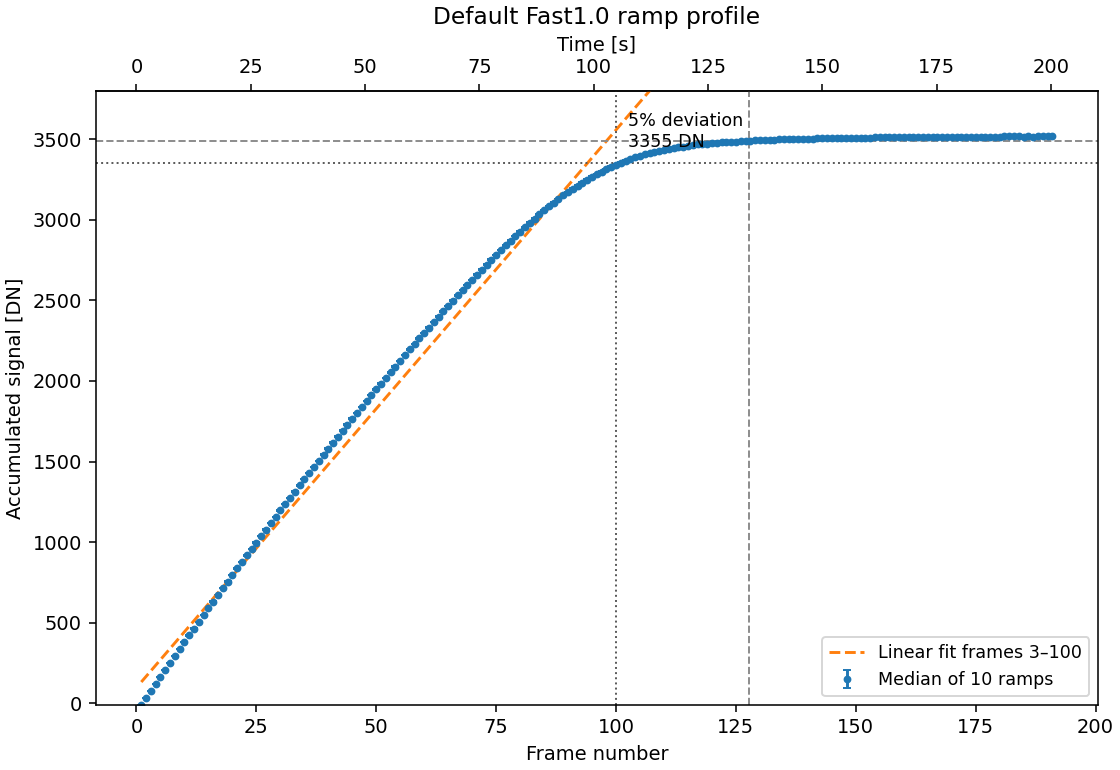 Default Fast1.0 ramp profile
Time [s]
0 25 50 75 100 125 150 175 200
5% deviation
3355 DN
3500
3000
2500
2000
1500
1000
500
0
Accumulated signal [DN]
Linear fit frames 3–100
Median of 10 ramps
0 25 50 75 100 125 150 175 200
Frame number